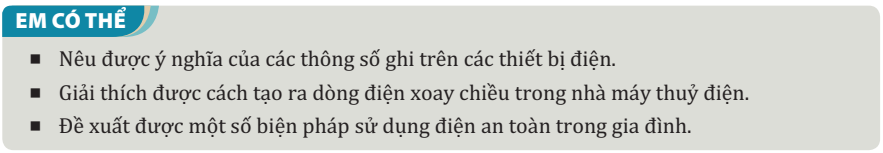 EM CÓ THỂ
▪ Nêu được ý nghĩa của các thông số ghi trên các thiết bị điện.
▪ Giải thích được cách tạo ra dòng điện xoay chiều trong nhà máy thuỷ điện.
▪ Đề xuất được một số biện pháp sử dụng điện an toàn trong gia đình.